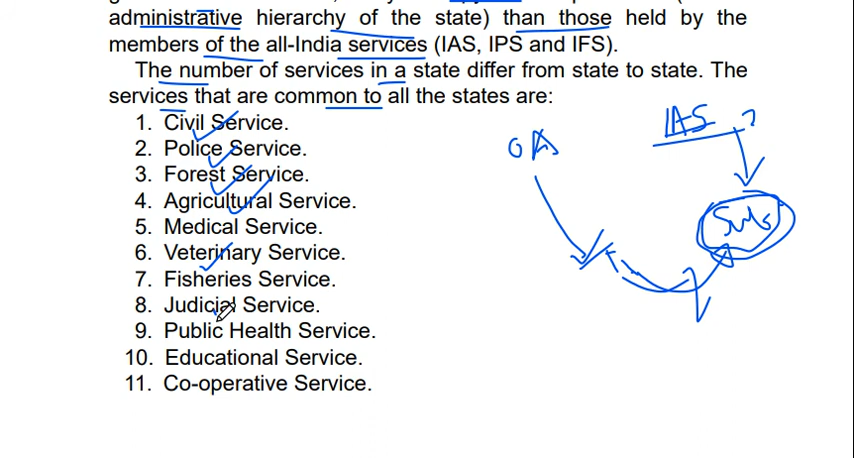 administrative hierarchy of the state) than those held by the
members of the all-India services (IAS, IPS and IFS).
The number of services in a state differ from state to state. The
services that are common to all the states are:
1. Civil Service.
2. Police Service.
3. Forest Service.
4. Agricultural Service.
5. Medical Service.
6. Veterinary Service.
7. Fisheries Service.
8. Judicial Service.
9. Public Health Service.
10. Educational Service.
11. Co-operative Service.
IAS ?
OA